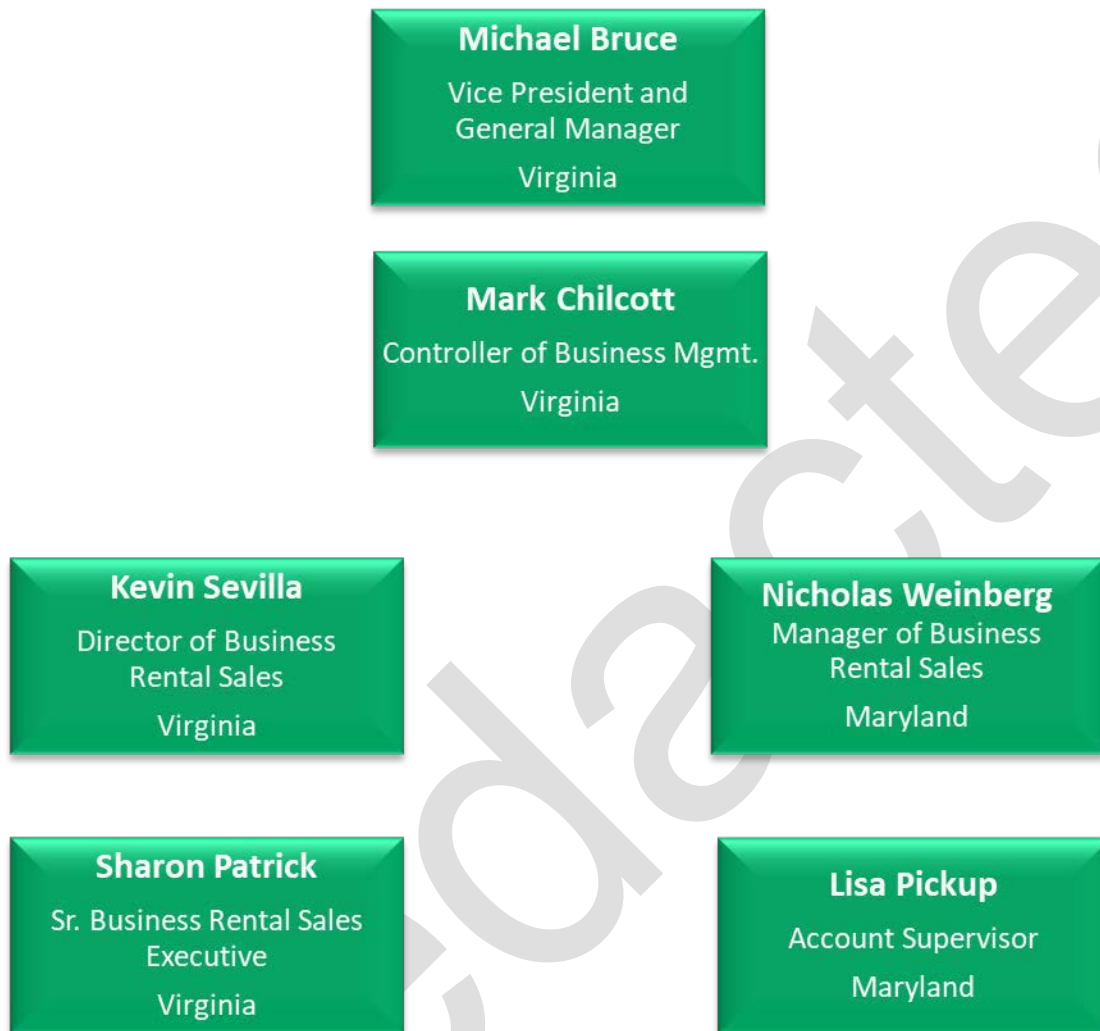 Michael Bruce
Vice President and
General Manager
Virginia
Mark Chilcott
Controller of Business Mgmt.
Virginia
Kevin Sevilla
Director of Business
Rental Sales
Virginia
Nicholas Weinberg
Manager of Business
Rental Sales
Maryland
Sharon Patrick
Sr. Business Rental Sales
Executive
Virginia
Lisa Pickup
Account Supervisor
Maryland